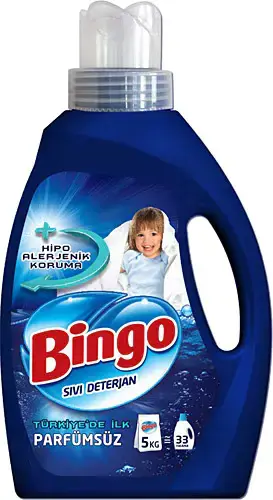 HİPO
ALERJENİK
KORUMA
Bingo
SIVI DETERJAN
TÜRKİYE'DE İLK
PARFÜMSÜZ
5KG
=
33